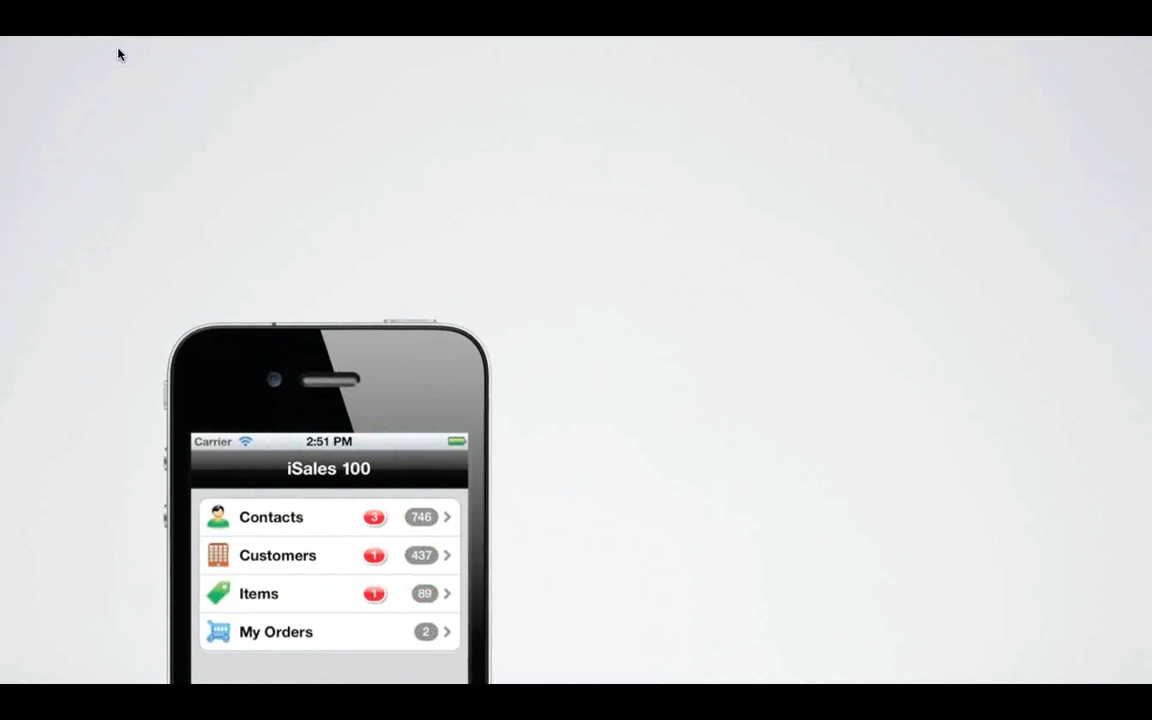 Carrier 2:51 PM
iSales 100
Contacts 3 746
Customers 1 437
Items 1 89
My Orders 2